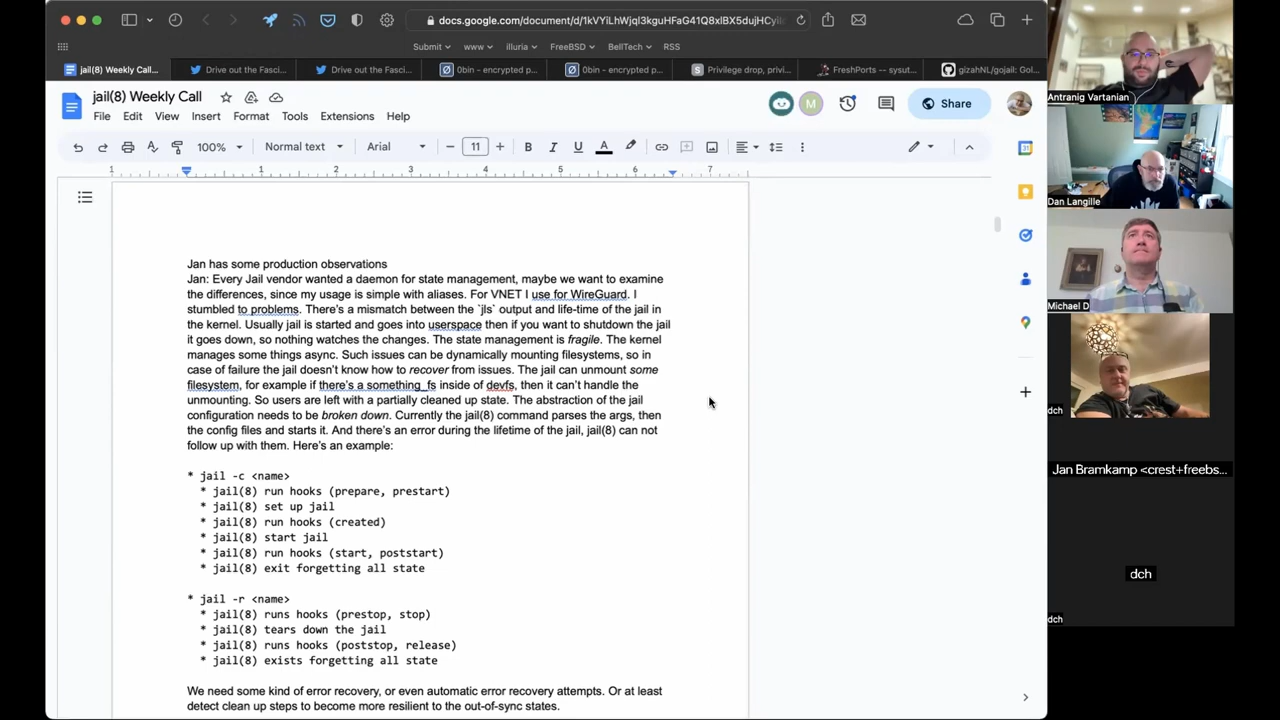 docs.google.com/document/d/1kVYiLhWjql3kguHFaG41Q8xlBX5dujHCyi
Submit
www
illuria
FreeBSD
BellTech
RSS
jail(8) Weekly Call...
Drive out the Fasci...
Drive out the Fasci...
0bin - encrypted p...
0bin - encrypted p...
Privilege drop, privi...
FreshPorts -- sysut...
gizahNL/gojail: Gol...
jail(8) Weekly Call
M
Share
File Edit View Insert Format Tools Extensions Help
100%
Normal text
Arial
11
B I U A
1 1 2 3 4 5 6 7
Jan has some production observations
Jan: Every Jail vendor wanted a daemon for state management, maybe we want to examine
the differences, since my usage is simple with aliases. For VNET I use for WireGuard. I
stumbled to problems. There's a mismatch between the `jls` output and life-time of the jail in
the kernel. Usually jail is started and goes into userspace then if you want to shutdown the jail
it goes down, so nothing watches the changes. The state management is fragile. The kernel
manages some things async. Such issues can be dynamically mounting filesystems, so in
case of failure the jail doesn't know how to recover from issues. The jail can unmount some
filesystem, for example if there's a something_fs inside of devfs, then it can't handle the
unmounting. So users are left with a partially cleaned up state. The abstraction of the jail
configuration needs to be broken down. Currently the jail(8) command parses the args, then
the config files and starts it. And there's an error during the lifetime of the jail, jail(8) can not
follow up with them. Here's an example:
* jail -c <name>
* jail(8) run hooks (prepare, prestart)
* jail(8) set up jail
* jail(8) run hooks (created)
* jail(8) start jail
* jail(8) run hooks (start, poststart)
* jail(8) exit forgetting all state
* jail -r <name>
* jail(8) runs hooks (prestop, stop)
* jail(8) tears down the jail
* jail(8) runs hooks (poststop, release)
* jail(8) exists forgetting all state
We need some kind of error recovery, or even automatic error recovery attempts. Or at least
detect clean up steps to become more resilient to the out-of-sync states.
Antranig Vartanian
Dan Langille
Michael D
dch
Jan Bramkamp <crest+freebs...
dch
dch